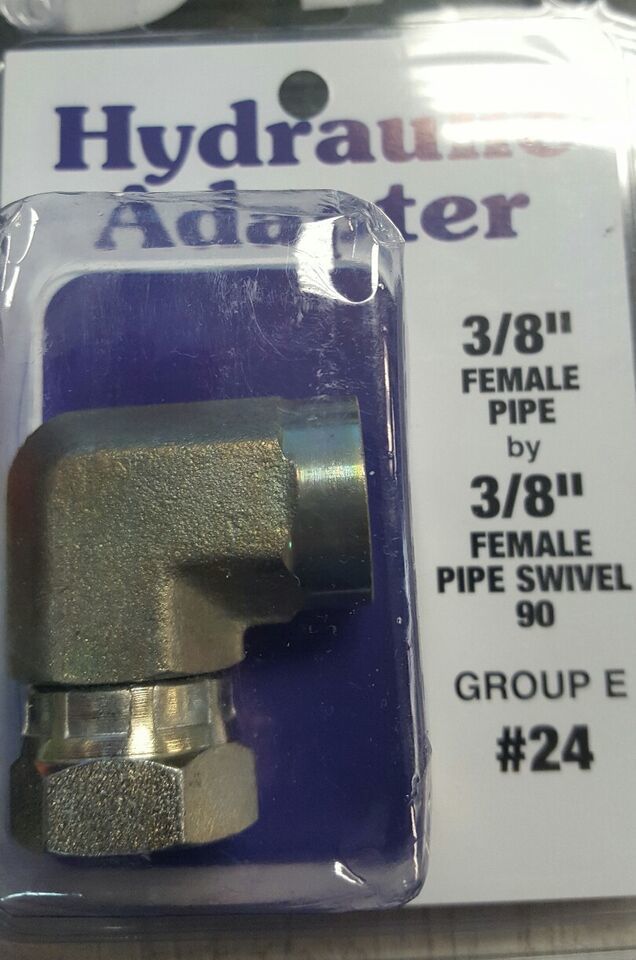 Hydraulic
Adapter
3/8"
FEMALE
PIPE
by
3/8"
FEMALE
PIPE SWIVEL
90
GROUP E
#24